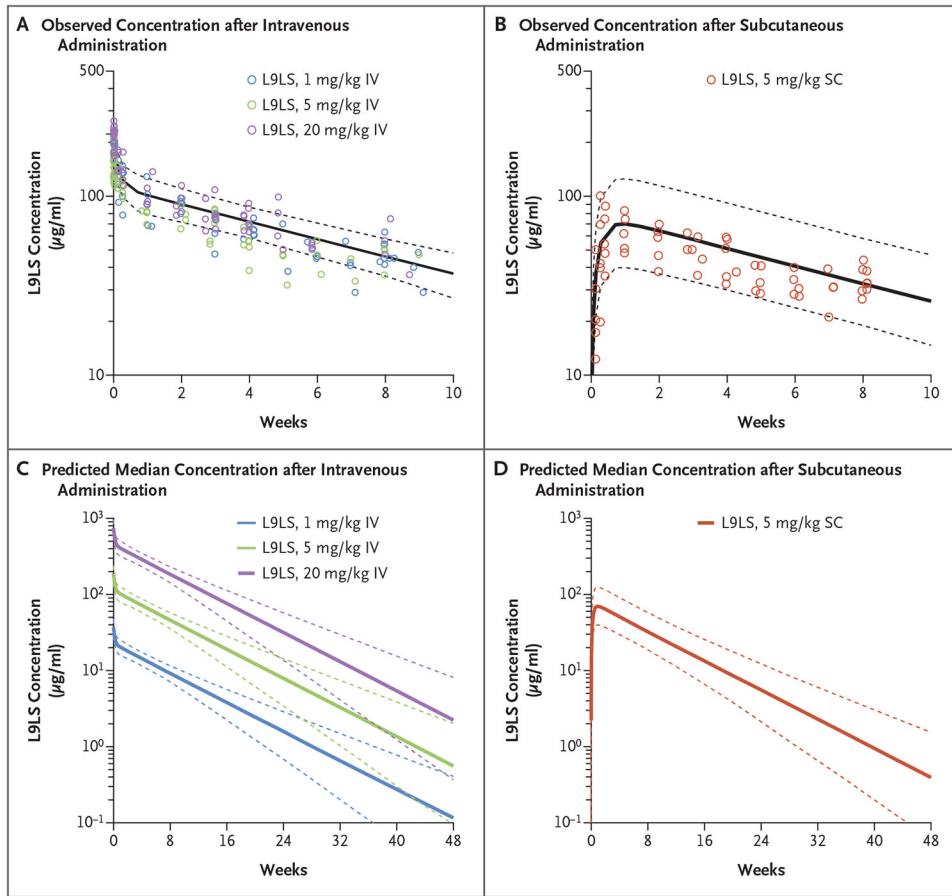 A Observed Concentration after Intravenous
Administration
500
100
10
L9LS Concentration
(µg/ml)
L9LS, 1 mg/kg IV
L9LS, 5 mg/kg IV
L9LS, 20 mg/kg IV
0 2 4 6 8 10
Weeks
B Observed Concentration after Subcutaneous
Administration
500
100
10
L9LS Concentration
(µg/ml)
L9LS, 5 mg/kg SC
0 2 4 6 8 10
Weeks
C Predicted Median Concentration after Intravenous
Administration
10³
10²
10¹
10⁰
10⁻¹
L9LS Concentration
(µg/ml)
L9LS, 1 mg/kg IV
L9LS, 5 mg/kg IV
L9LS, 20 mg/kg IV
0 8 16 24 32 40 48
Weeks
D Predicted Median Concentration after Subcutaneous
Administration
10³
10²
10¹
10⁰
10⁻¹
L9LS Concentration
(µg/ml)
L9LS, 5 mg/kg SC
0 8 16 24 32 40 48
Weeks